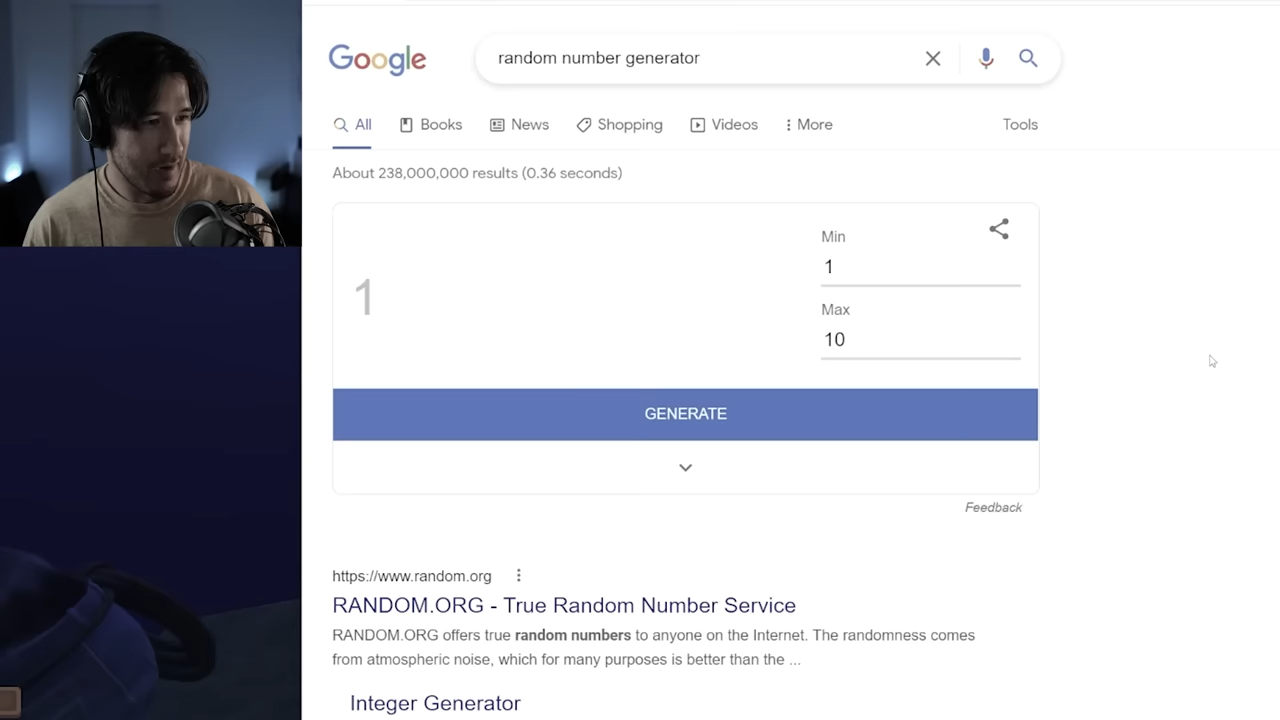 Google
random number generator
All
Books
News
Shopping
Videos
More
Tools
About 238,000,000 results (0.36 seconds)
1
Min
1
Max
10
GENERATE
Feedback
https://www.random.org
RANDOM.ORG - True Random Number Service
RANDOM.ORG offers true random numbers to anyone on the Internet. The randomness comes
from atmospheric noise, which for many purposes is better than the ...
Integer Generator